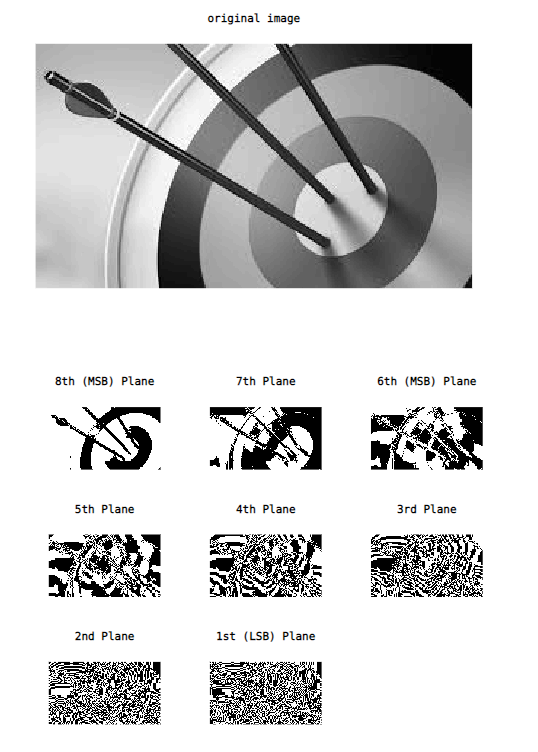 original image
8th (MSB) Plane
7th Plane
6th (MSB) Plane
5th Plane
4th Plane
3rd Plane
2nd Plane
1st (LSB) Plane